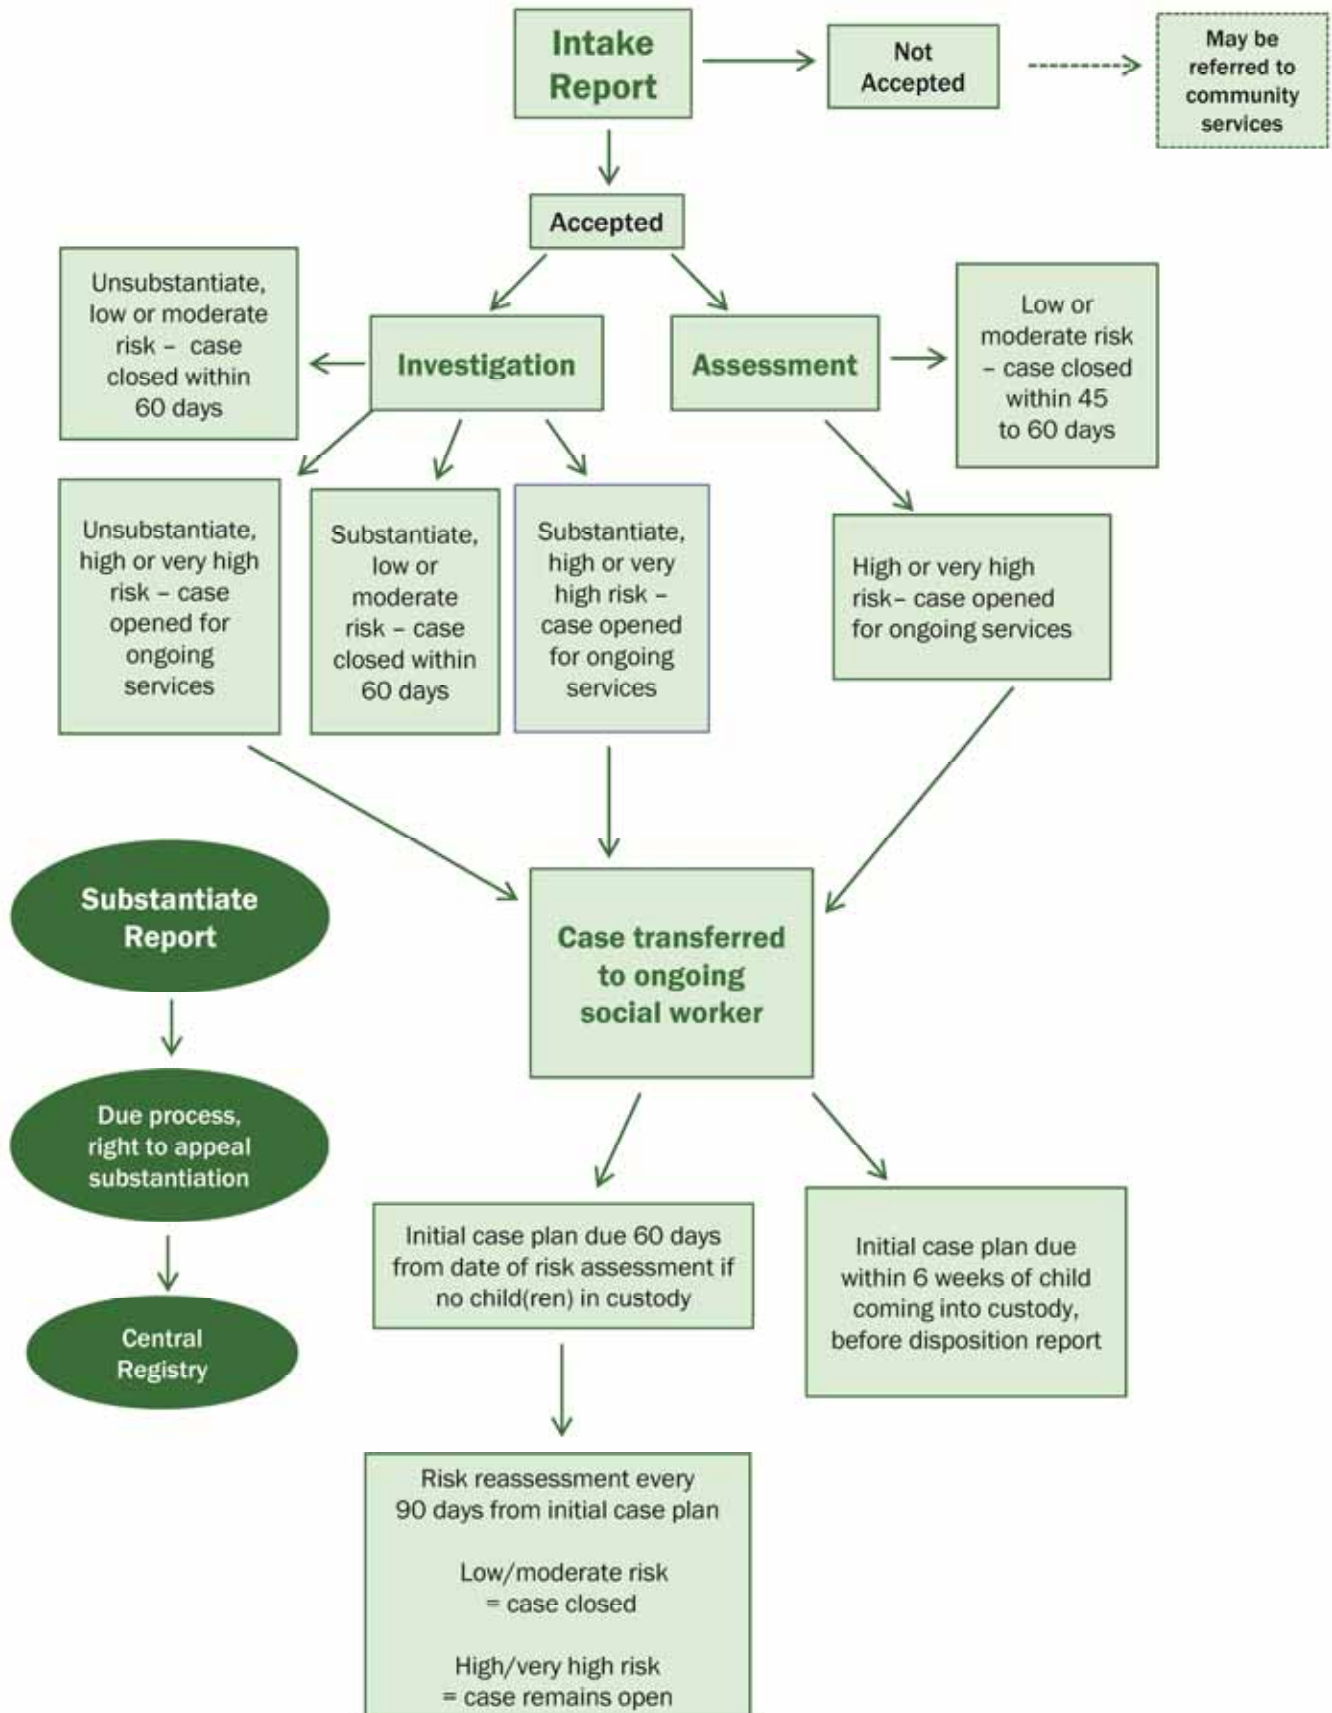 Intake
Report
Not
Accepted
May be
referred to
community
services
Accepted
Unsubstantiate,
low or moderate
risk – case
closed within
60 days
Investigation
Assessment
Low or
moderate risk
– case closed
within 45
to 60 days
Unsubstantiate,
high or very high
risk – case
opened for
ongoing
services
Substantiate,
low or
moderate
risk – case
closed within
60 days
Substantiate,
high or very
high risk –
case opened
for ongoing
services
High or very high
risk– case opened
for ongoing services
Substantiate
Report
Case transferred
to ongoing
social worker
Due process,
right to appeal
substantiation
Initial case plan due 60 days
from date of risk assessment if
no child(ren) in custody
Initial case plan due
within 6 weeks of child
coming into custody,
before disposition report
Central
Registry
Risk reassessment every
90 days from initial case plan
Low/moderate risk
= case closed
High/very high risk
= case remains open